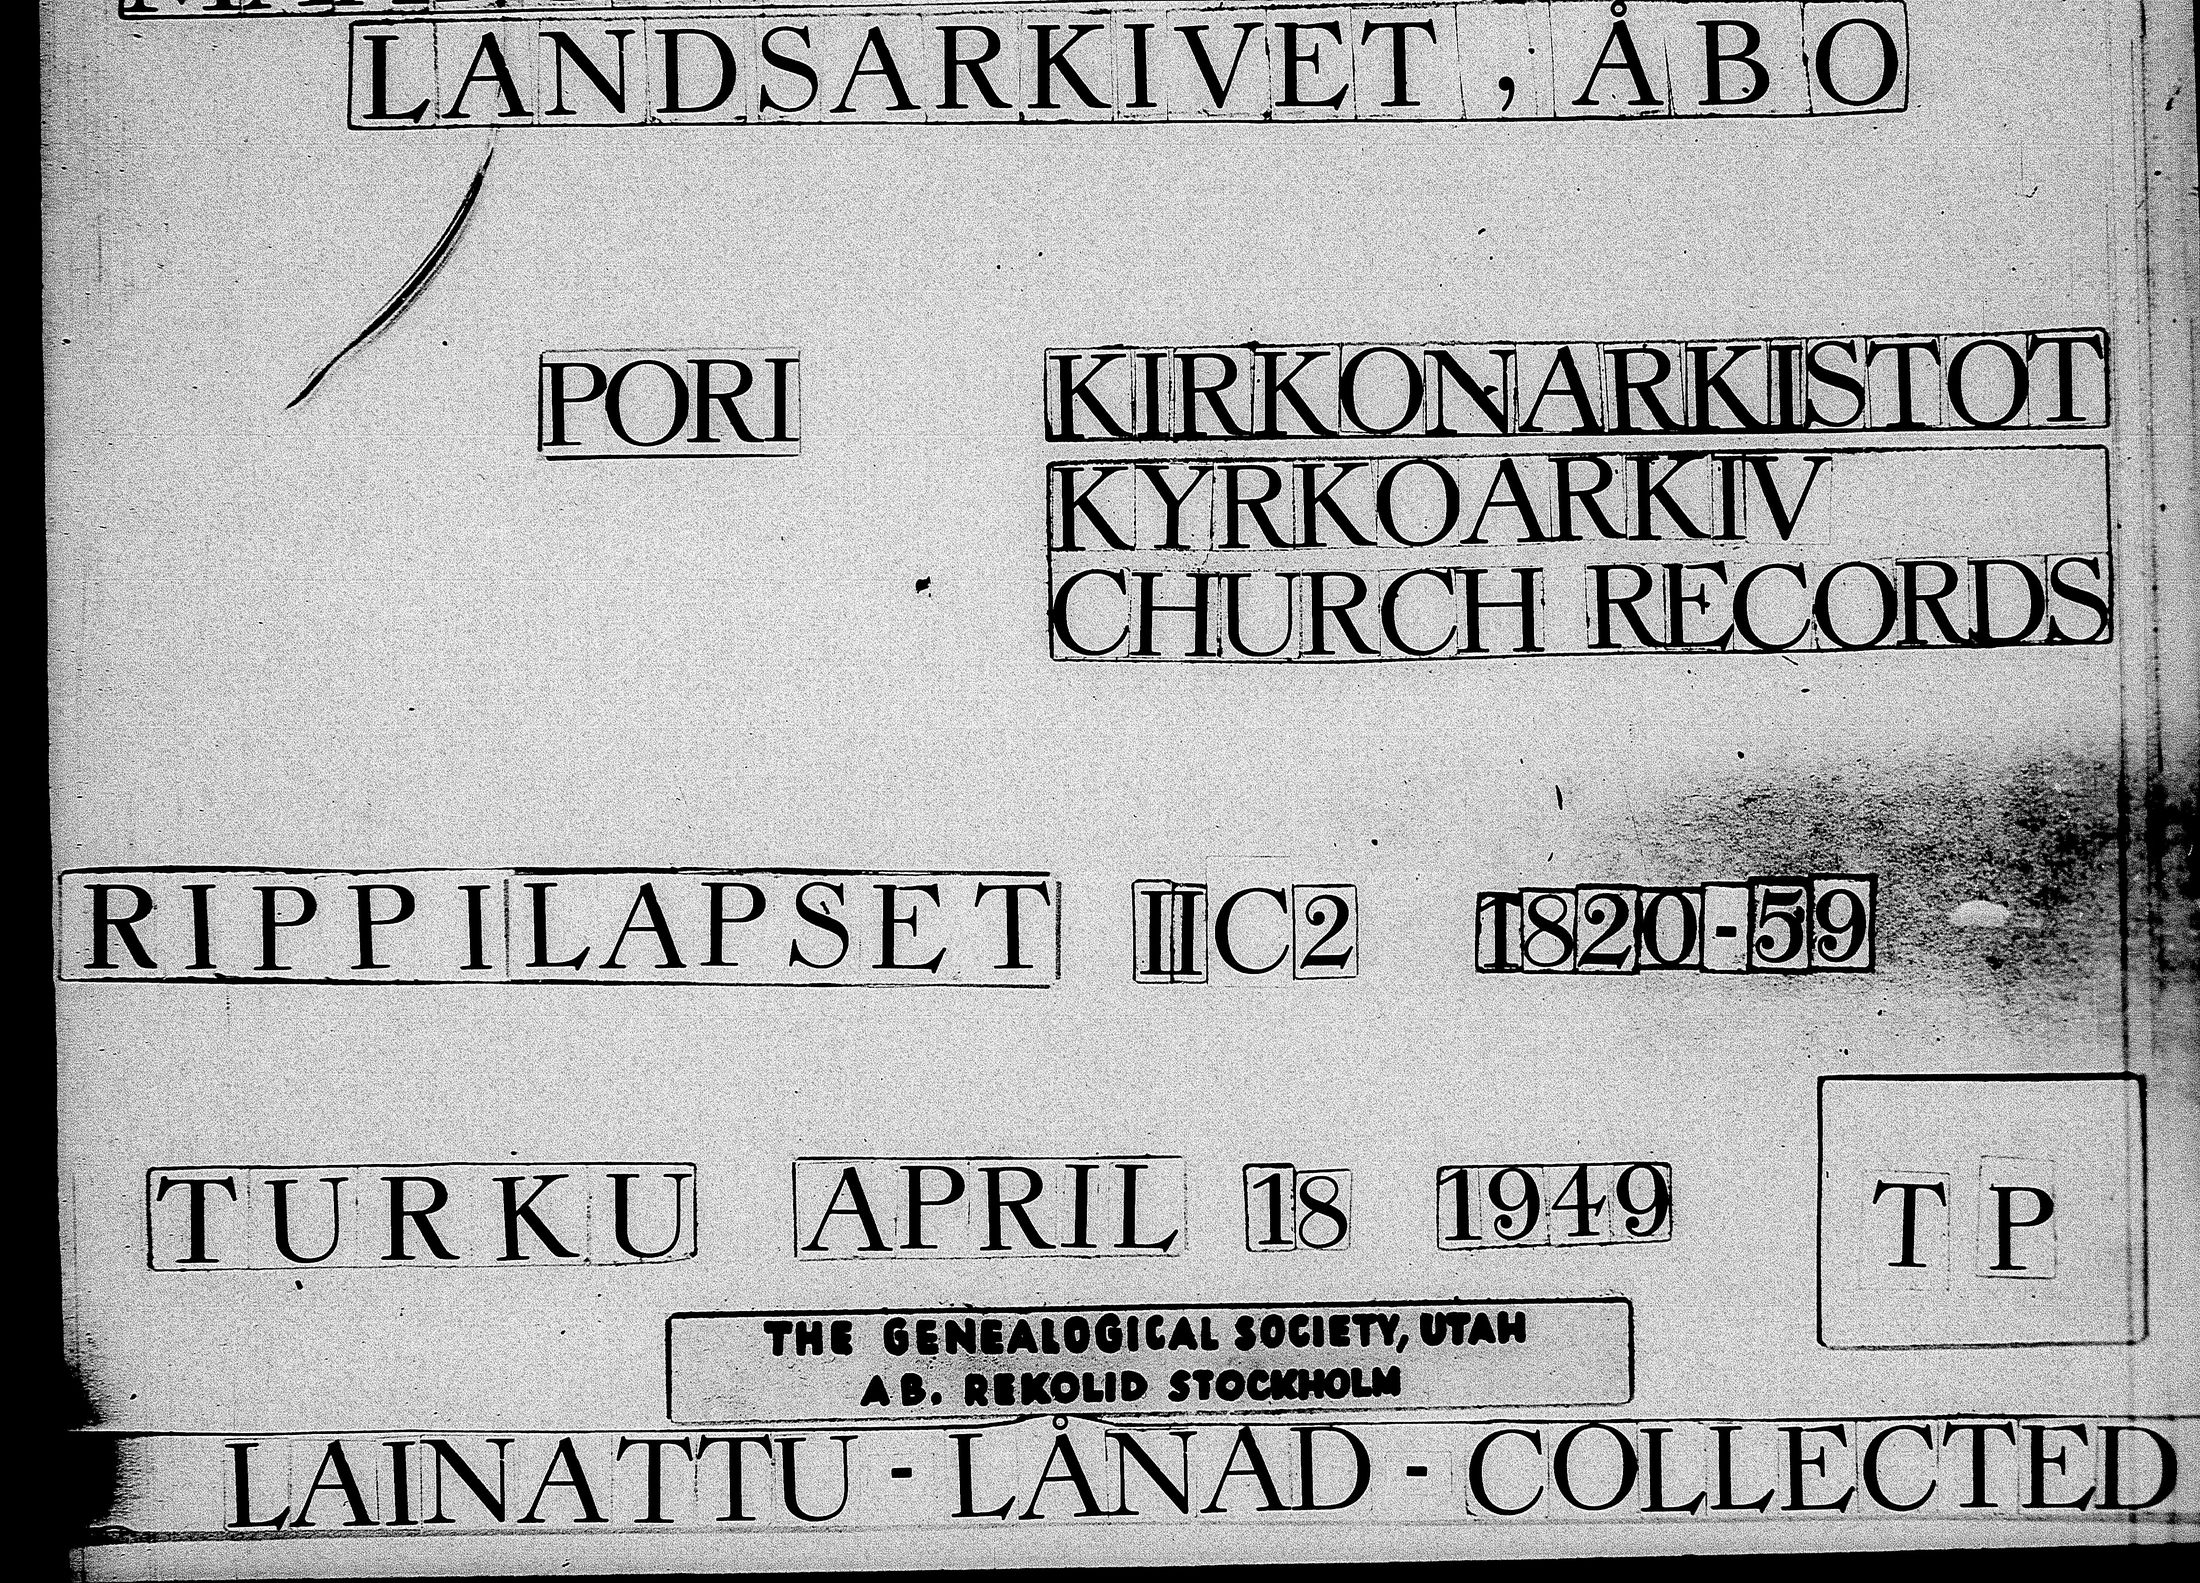 LANDSARKIVET, ÅBO
PORI
KIRKONARKISTOT
KYRKOARKIV
CHURCH RECORDS
RIPPILAPSET IIC2 1820-59
TURKU APRIL 18 1949
TP
THE GENEALOGICAL SOCIETY, UTAH
AB. REKOLID STOCKHOLM
LAINATTU - LÅNAD - COLLECTED